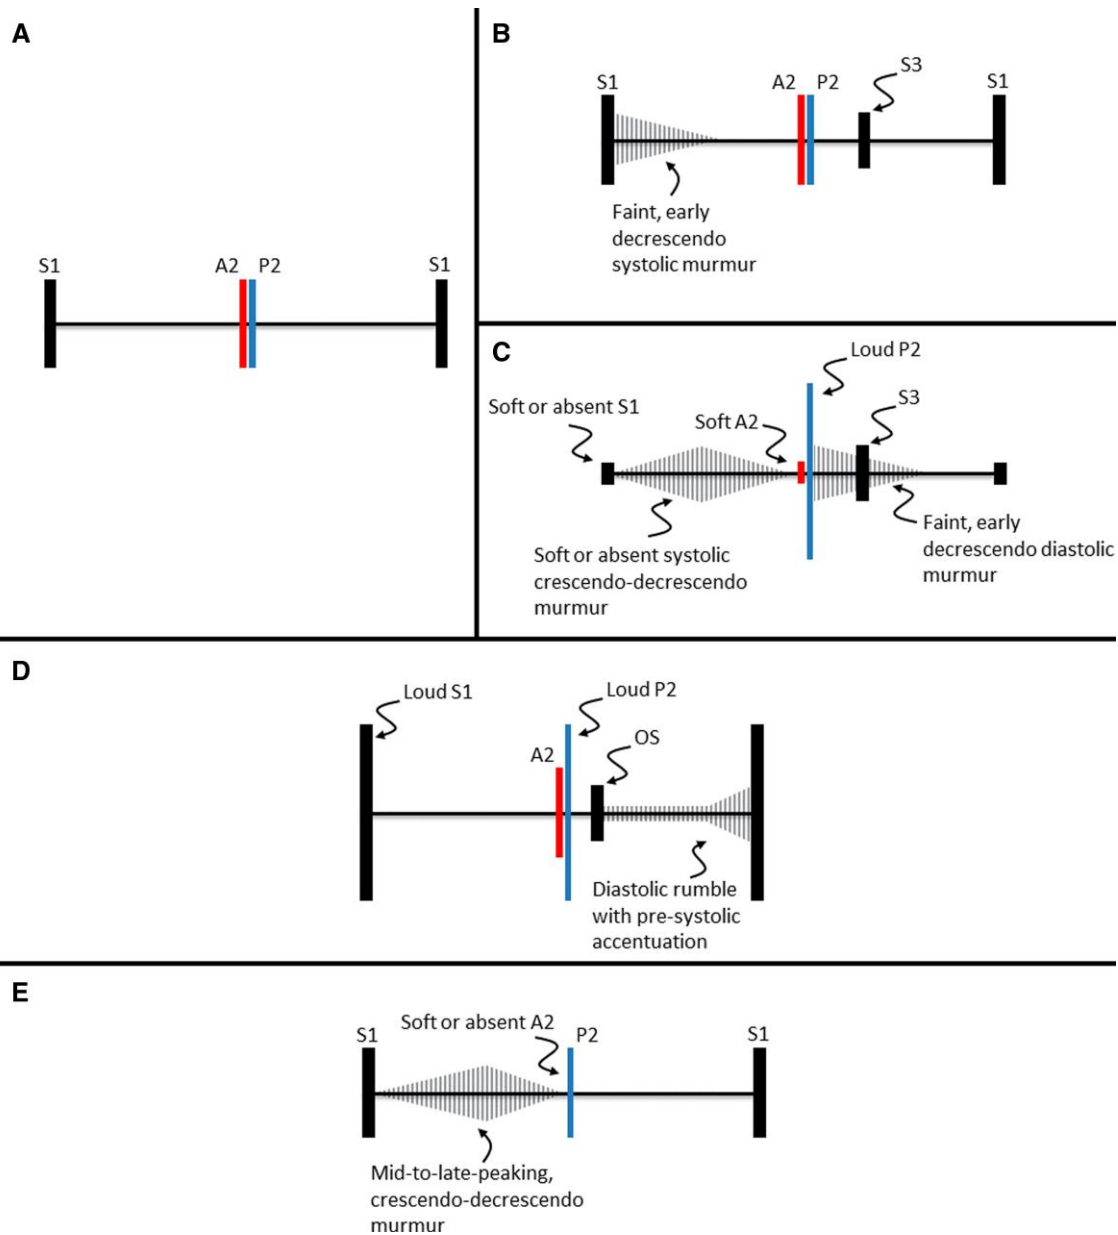 A
S1
A2
P2
S1
B
S1
A2
P2
S3
S1
Faint, early
decrescendo
systolic murmur
C
Loud P2
Soft or absent S1
Soft A2
S3
Soft or absent systolic
crescendo-decrescendo
murmur
Faint, early
decrescendo diastolic
murmur
D
Loud S1
Loud P2
A2
OS
Diastolic rumble
with pre-systolic
accentuation
E
S1
Soft or absent A2
P2
S1
Mid-to-late-peaking,
crescendo-decrescendo
murmur